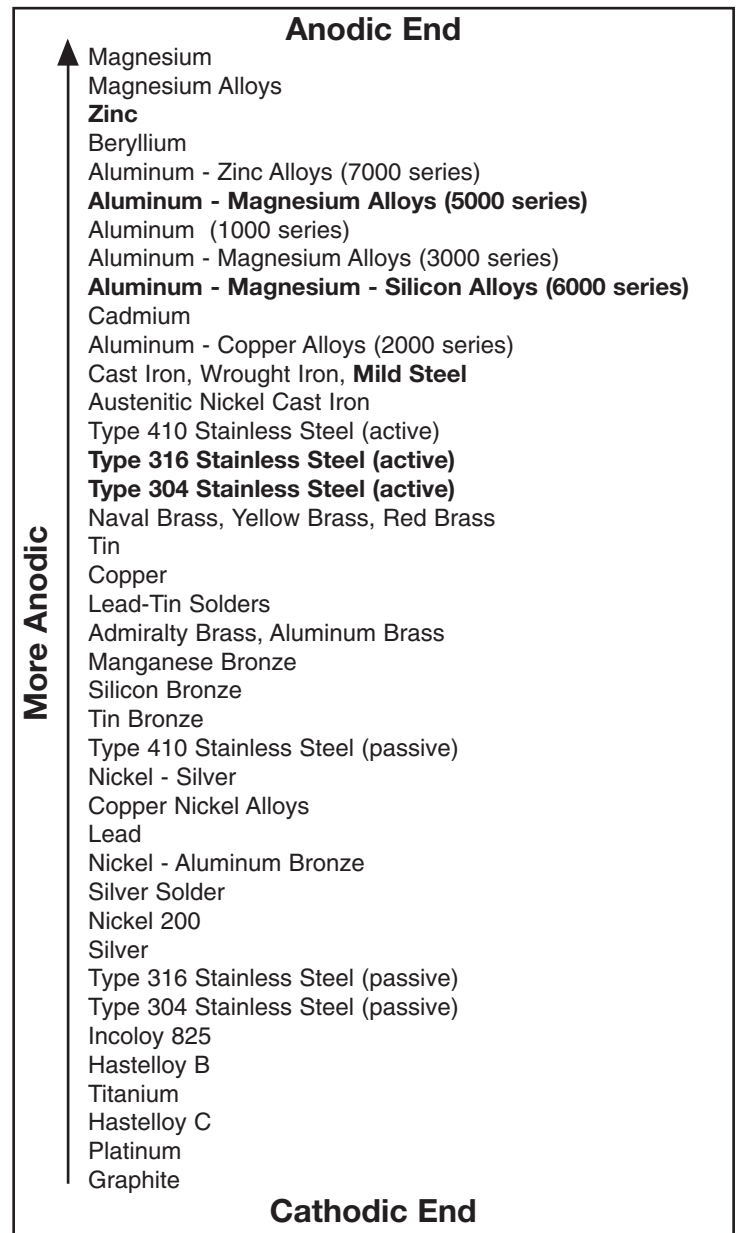 Anodic End
Magnesium
Magnesium Alloys
Zinc
Beryllium
Aluminum - Zinc Alloys (7000 series)
Aluminum - Magnesium Alloys (5000 series)
Aluminum (1000 series)
Aluminum - Magnesium Alloys (3000 series)
Aluminum - Magnesium - Silicon Alloys (6000 series)
Cadmium
Aluminum - Copper Alloys (2000 series)
Cast Iron, Wrought Iron, Mild Steel
Austenitic Nickel Cast Iron
Type 410 Stainless Steel (active)
Type 316 Stainless Steel (active)
Type 304 Stainless Steel (active)
Naval Brass, Yellow Brass, Red Brass
Tin
Copper
Lead-Tin Solders
Admiralty Brass, Aluminum Brass
Manganese Bronze
Silicon Bronze
Tin Bronze
Type 410 Stainless Steel (passive)
Nickel - Silver
Copper Nickel Alloys
Lead
Nickel - Aluminum Bronze
Silver Solder
Nickel 200
Silver
Type 316 Stainless Steel (passive)
Type 304 Stainless Steel (passive)
Incoloy 825
Hastelloy B
Titanium
Hastelloy C
Platinum
Graphite
Cathodic End
More Anodic